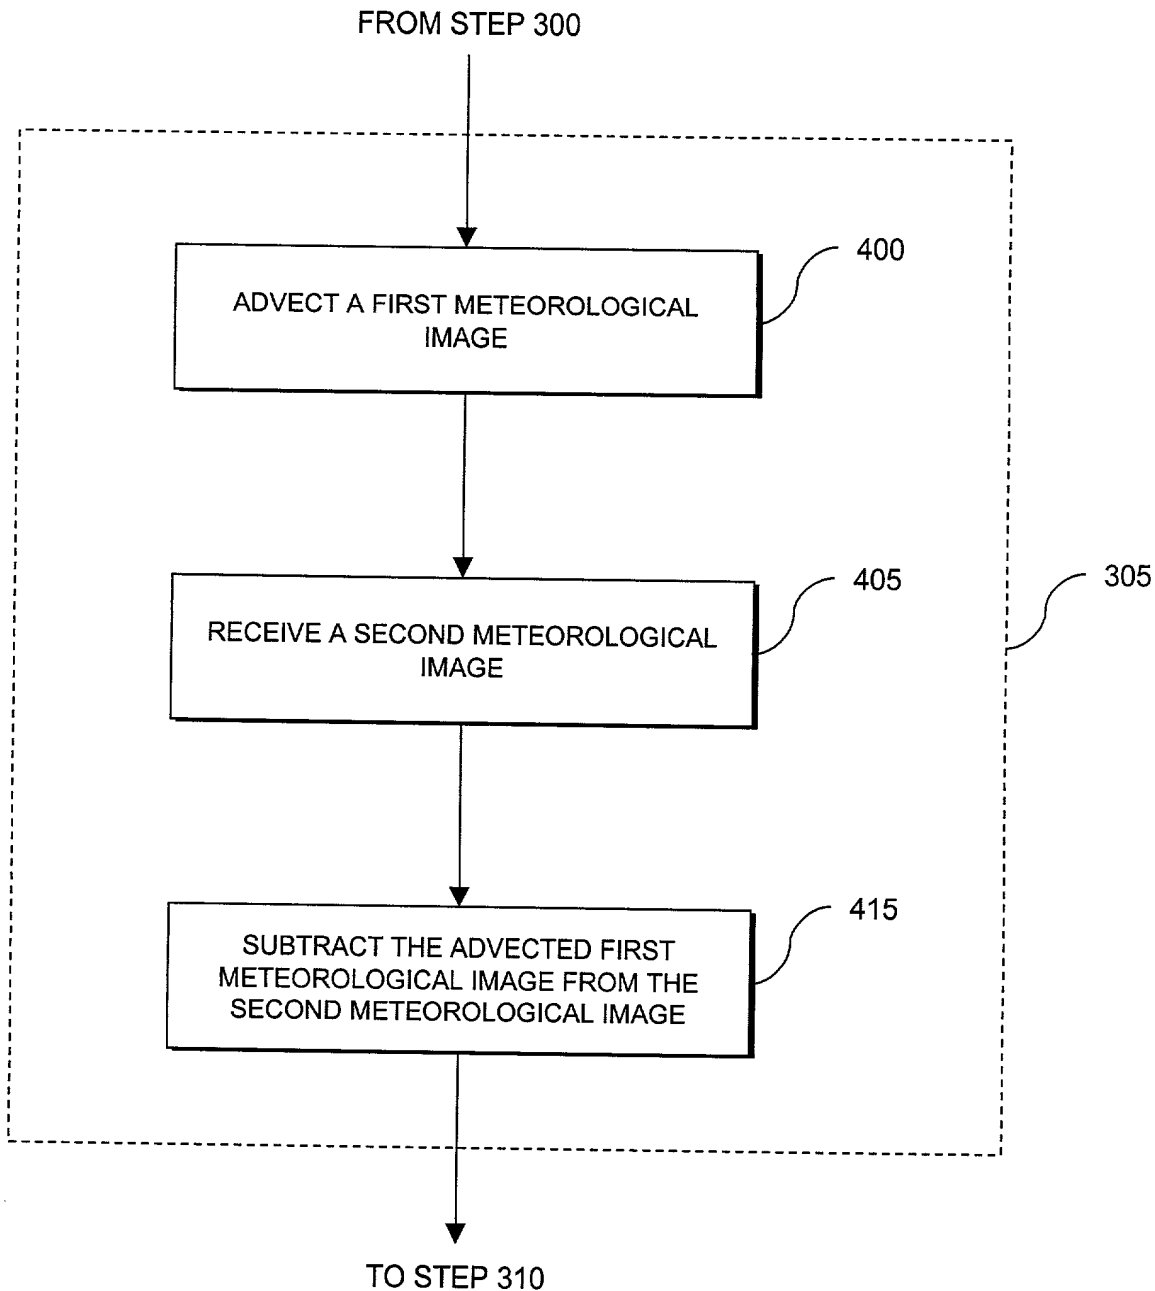 FROM STEP 300
400
ADVECT A FIRST METEOROLOGICAL
IMAGE
405
305
RECEIVE A SECOND METEOROLOGICAL
IMAGE
415
SUBTRACT THE ADVECTED FIRST
METEOROLOGICAL IMAGE FROM THE
SECOND METEOROLOGICAL IMAGE
TO STEP 310